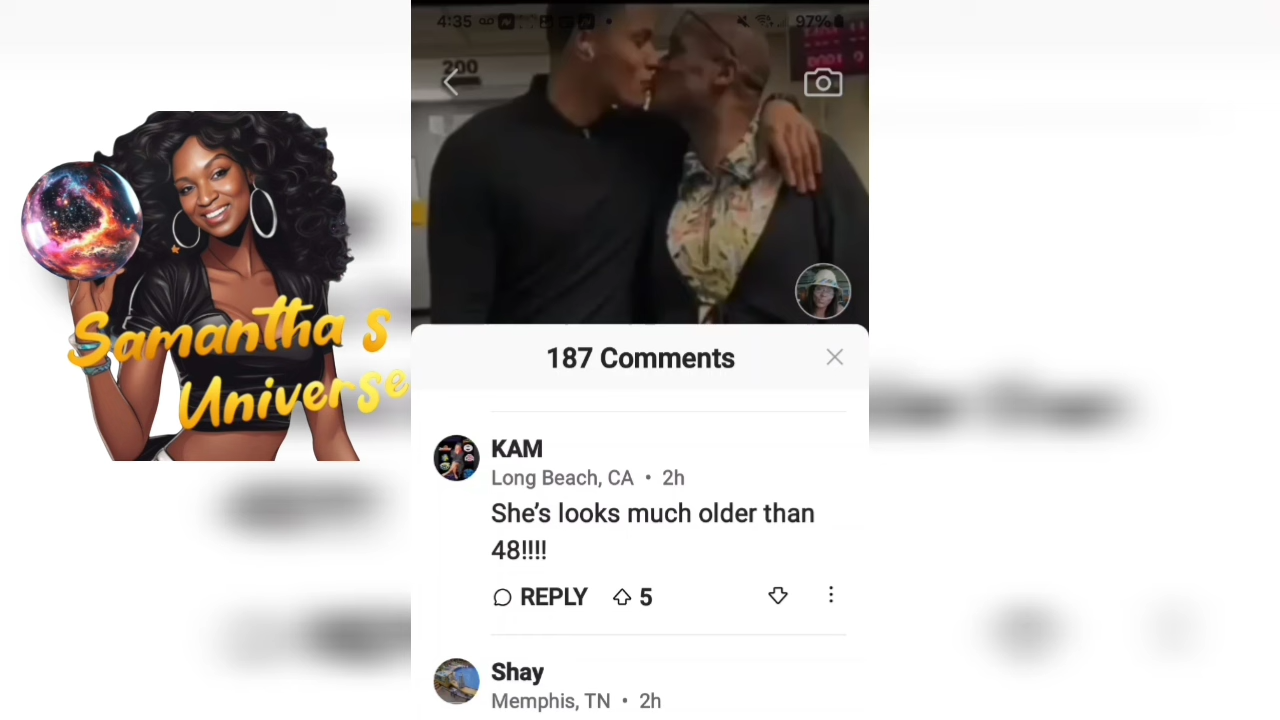 4:35
97%
200
Samantha s
Universe
187 Comments
KAM
Long Beach, CA • 2h
She's looks much older than
48!!!!
REPLY 5
Shay
Memphis, TN • 2h